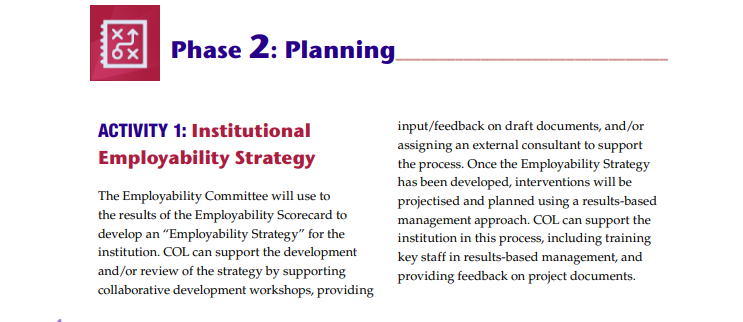 Phase 2: Planning
ACTIVITY 1: Institutional
Employability Strategy
The Employability Committee will use to
the results of the Employability Scorecard to
develop an “Employability Strategy” for the
institution. COL can support the development
and/or review of the strategy by supporting
collaborative development workshops, providing
input/feedback on draft documents, and/or
assigning an external consultant to support
the process. Once the Employability Strategy
has been developed, interventions will be
projectised and planned using a results-based
management approach. COL can support the
institution in this process, including training
key staff in results-based management, and
providing feedback on project documents.